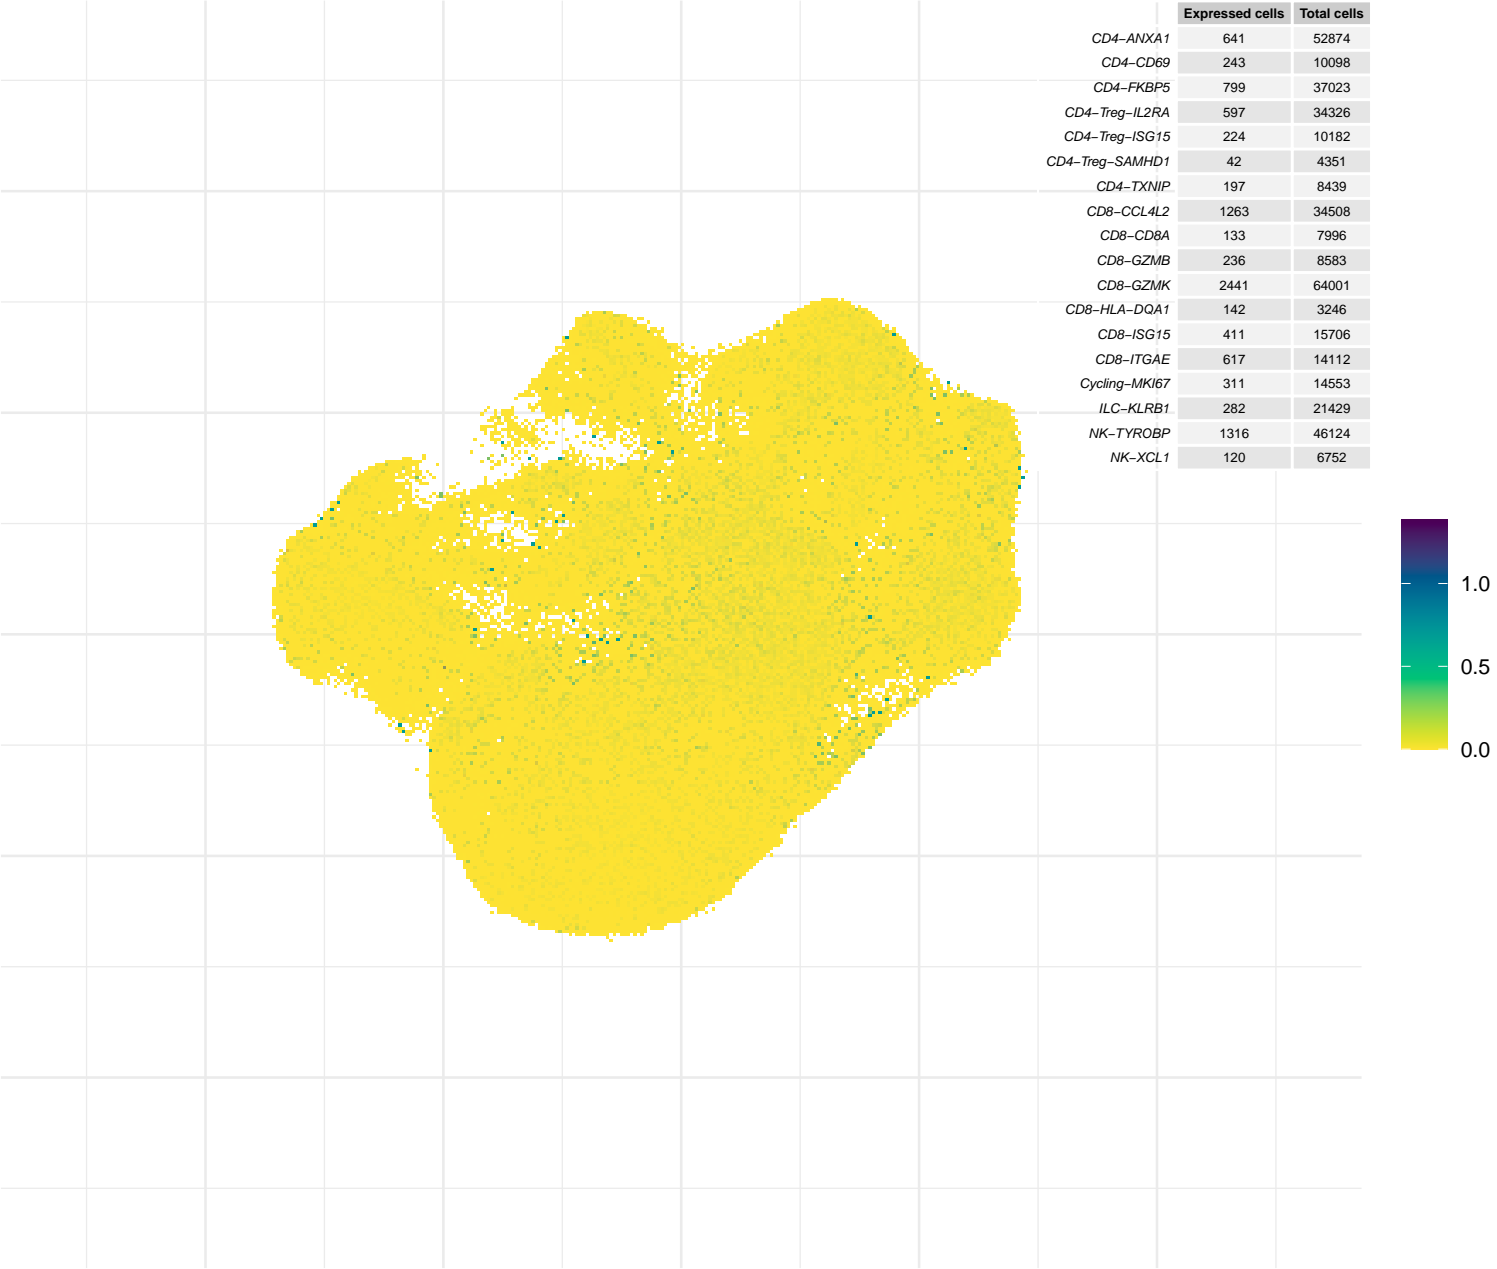 Expressed cells Total cells
CD4−ANXA1 641 52874
CD4−CD69 243 10098
CD4−FKBP5 799 37023
CD4−Treg−IL2RA 597 34326
CD4−Treg−ISG15 224 10182
CD4−Treg−SAMHD1 42 4351
CD4−TXNIP 197 8439
CD8−CCL4L2 1263 34508
CD8−CD8A 133 7996
CD8−GZMB 236 8583
CD8−GZMK 2441 64001
CD8−HLA−DQA1 142 3246
CD8−ISG15 411 15706
CD8−ITGAE 617 14112
Cycling−MKI67 311 14553
ILC−KLRB1 282 21429
NK−TYROBP 1316 46124
NK−XCL1 120 6752
1.0
0.5
0.0